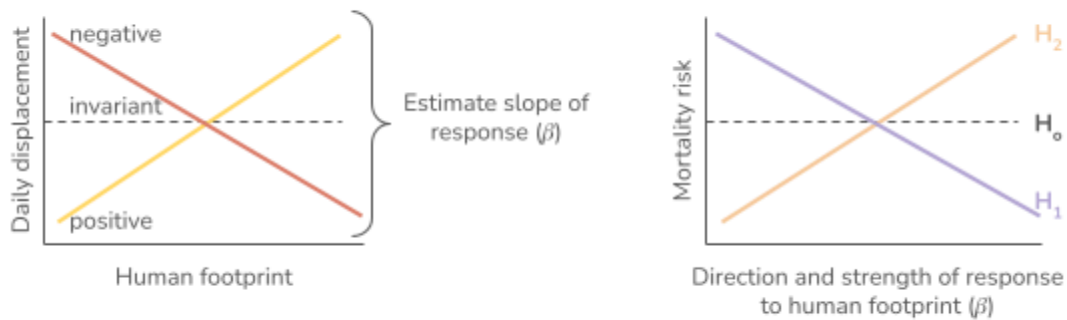 Daily displacement
negative
invariant
positive
Human footprint
Estimate slope of
response (β)
Mortality risk
H₂
Hₒ
H₁
Direction and strength of response
to human footprint (β)